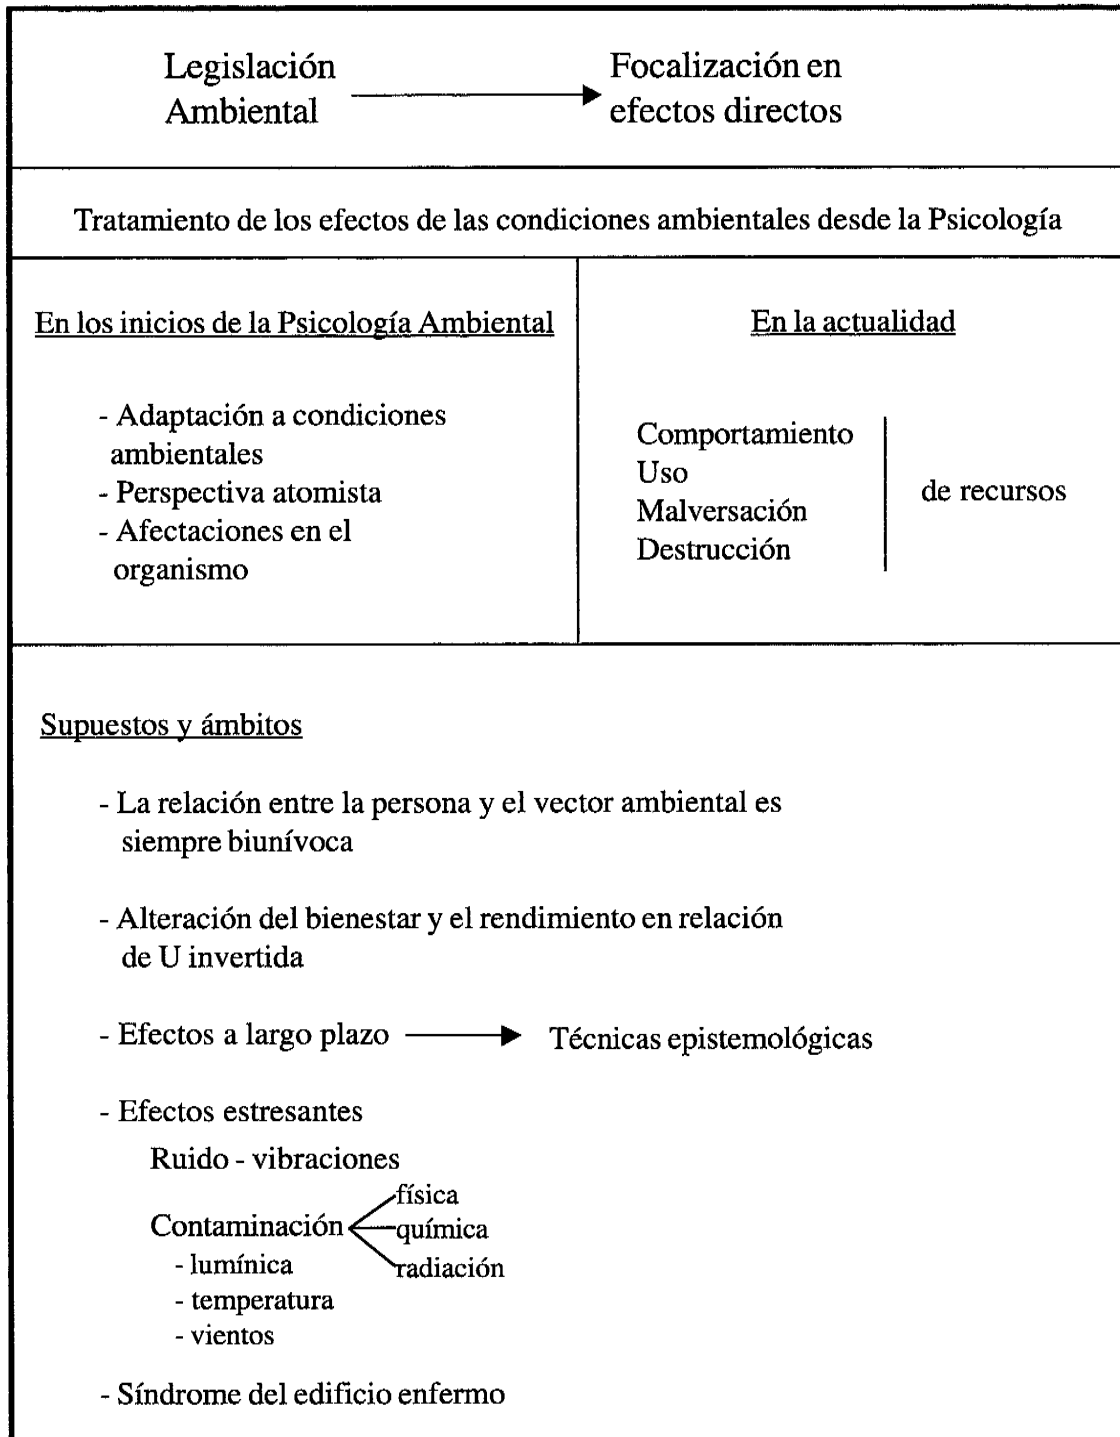 Legislación
Ambiental
Focalización en
efectos directos
Tratamiento de los efectos de las condiciones ambientales desde la Psicología
En los inicios de la Psicología Ambiental
- Adaptación a condiciones
ambientales
- Perspectiva atomista
- Afectaciones en el
organismo
En la actualidad
Comportamiento
Uso
Malversación
Destrucción
de recursos
Supuestos y ámbitos
- La relación entre la persona y el vector ambiental es
siempre biunívoca
- Alteración del bienestar y el rendimiento en relación
de U invertida
- Efectos a largo plazo
Técnicas epistemológicas
- Efectos estresantes
Ruido - vibraciones
Contaminación
física
química
radiación
- lumínica
- temperatura
- vientos
- Síndrome del edificio enfermo